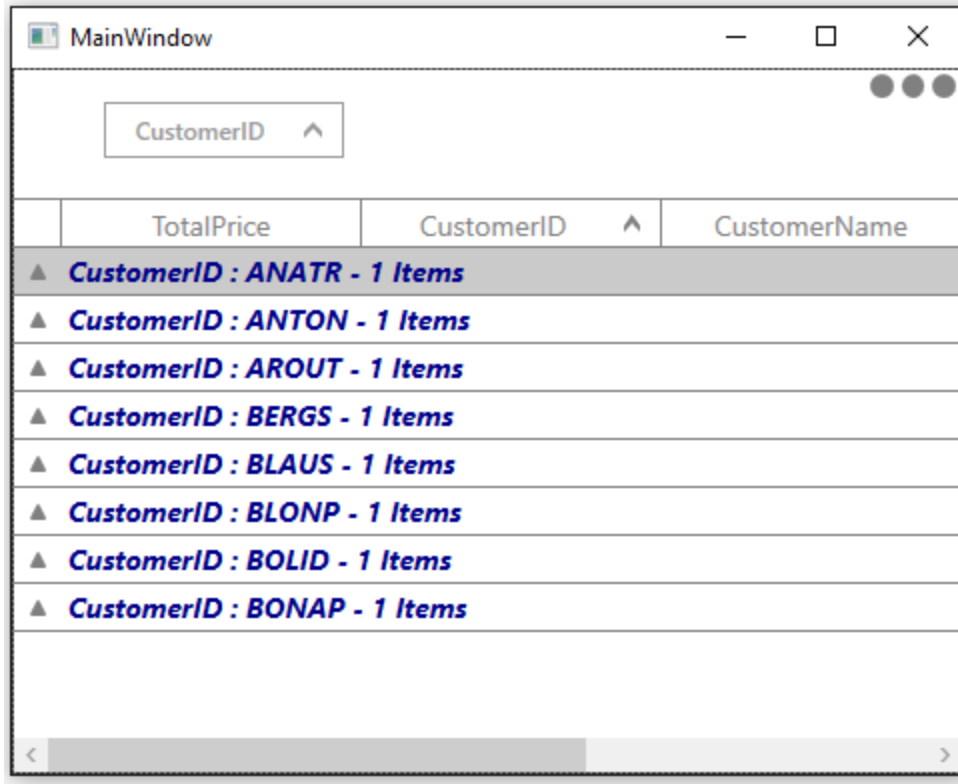 MainWindow
CustomerID
TotalPrice CustomerID CustomerName
CustomerID : ANATR - 1 Items
CustomerID : ANTON - 1 Items
CustomerID : AROUT - 1 Items
CustomerID : BERGS - 1 Items
CustomerID : BLAUS - 1 Items
CustomerID : BLONP - 1 Items
CustomerID : BOLID - 1 Items
CustomerID : BONAP - 1 Items